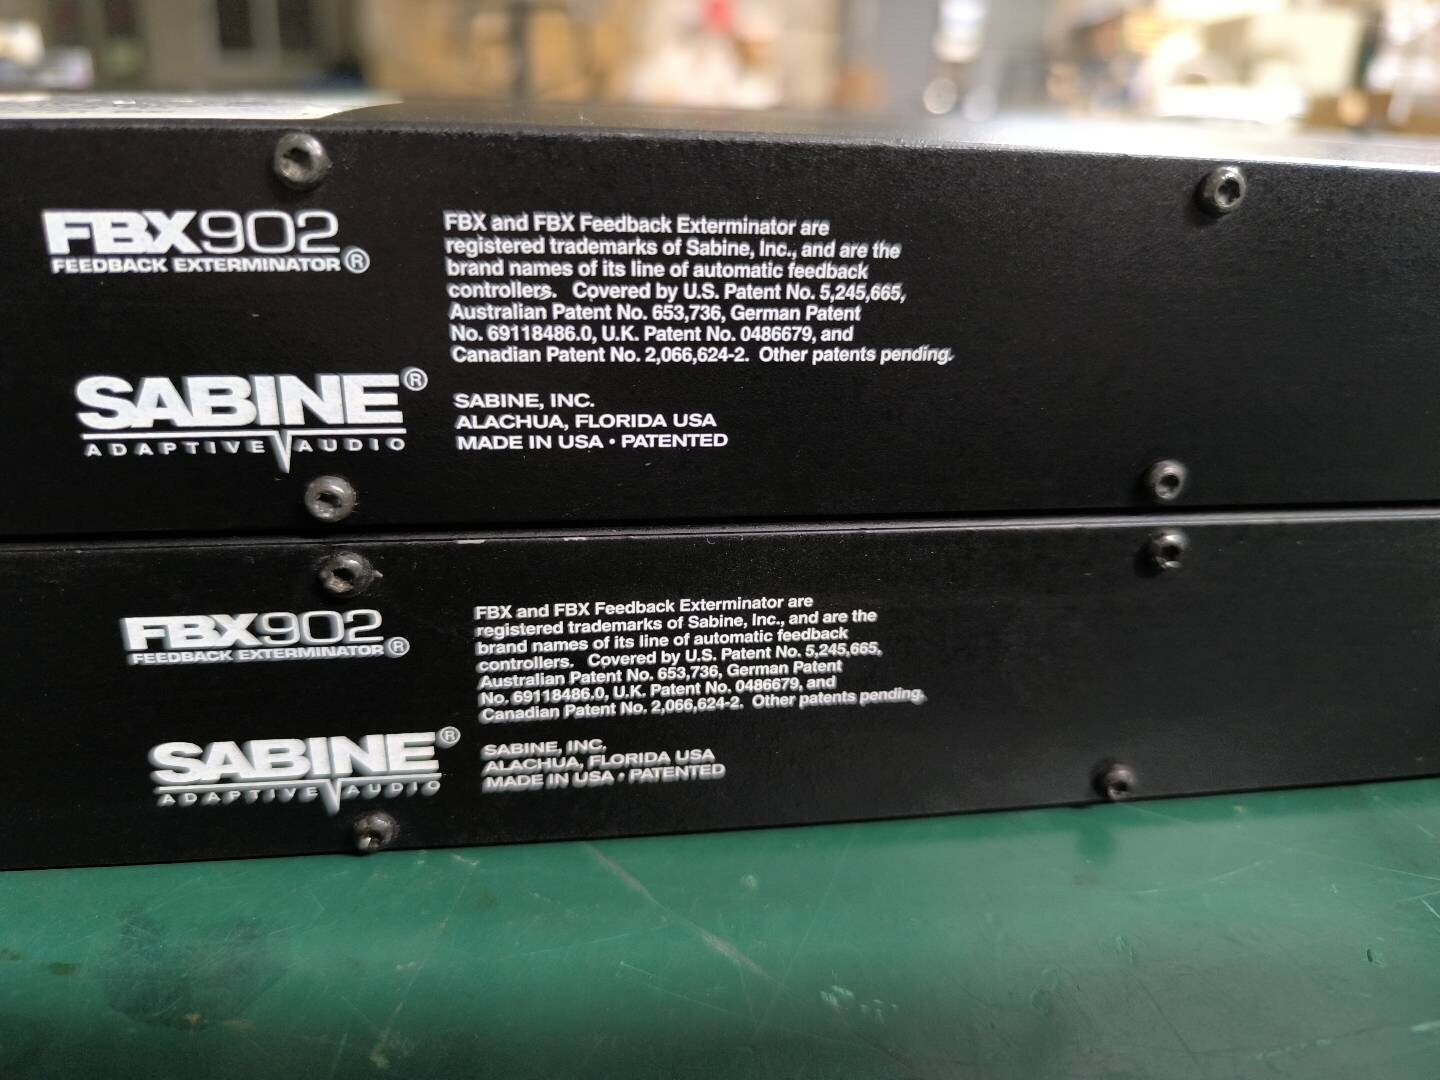 FBX902
FEEDBACK EXTERMINATOR®
FBX and FBX Feedback Exterminator are
registered trademarks of Sabine, Inc., and are the
brand names of its line of automatic feedback
controllers. Covered by U.S. Patent No. 5,245,665,
Australian Patent No. 653,736, German Patent
No. 69118486.0, U.K. Patent No. 0486679, and
Canadian Patent No. 2,066,624-2. Other patents pending.
SABINE®
ADAPTIVE AUDIO
SABINE, INC.
ALACHUA, FLORIDA USA
MADE IN USA • PATENTED
FBX902
FEEDBACK EXTERMINATOR®
FBX and FBX Feedback Exterminator are
registered trademarks of Sabine, Inc., and are the
brand names of its line of automatic feedback
controllers. Covered by U.S. Patent No. 5,245,665,
Australian Patent No. 653,736, German Patent
No. 69118486.0, U.K. Patent No. 0486679, and
Canadian Patent No. 2,066,624-2. Other patents pending.
SABINE®
ADAPTIVE AUDIO
SABINE, INC.
ALACHUA, FLORIDA USA
MADE IN USA • PATENTED